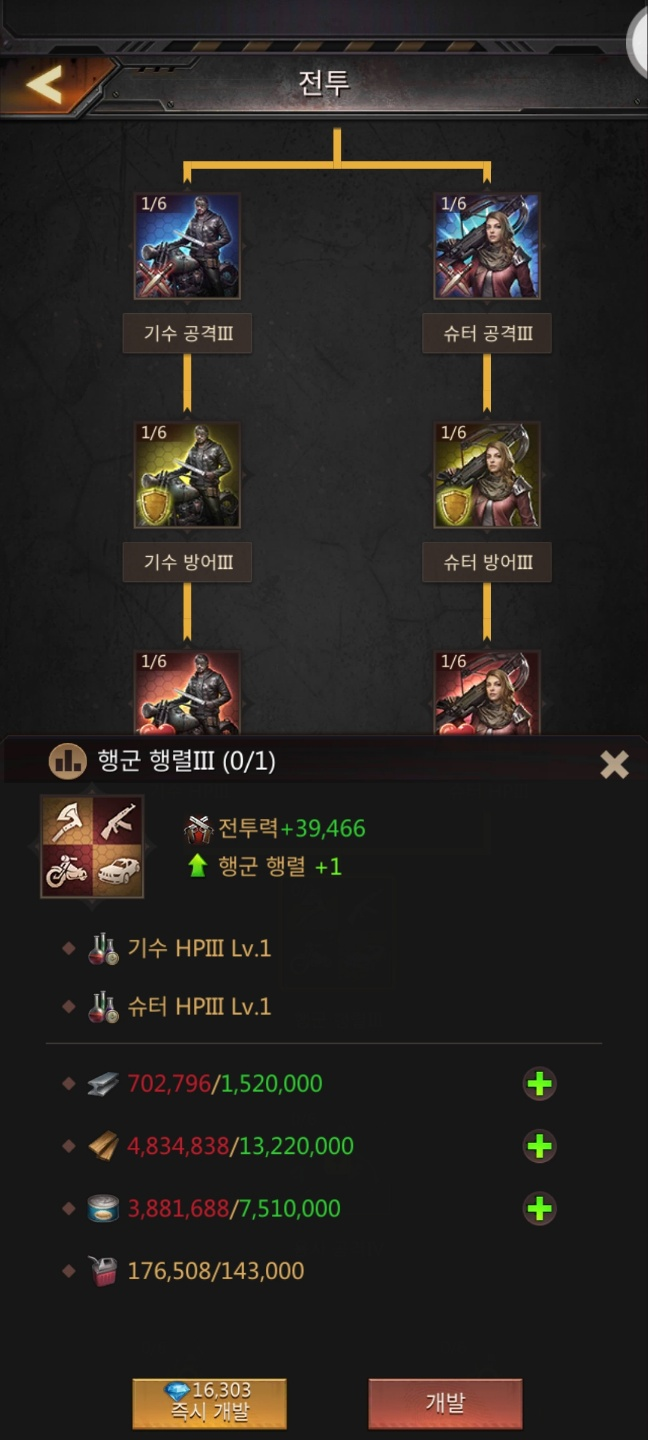 전투
1/6
1/6
기수 공격Ⅲ
슈터 공격Ⅲ
1/6
1/6
기수 방어Ⅲ
슈터 방어Ⅲ
1/6
1/6
행군 행렬Ⅲ (0/1)
전투력+39,466
행군 행렬 +1
기수 HPⅢ Lv.1
슈터 HPⅢ Lv.1
702,796/1,520,000
4,834,838/13,220,000
3,881,688/7,510,000
176,508/143,000
16,303
즉시 개발
개발